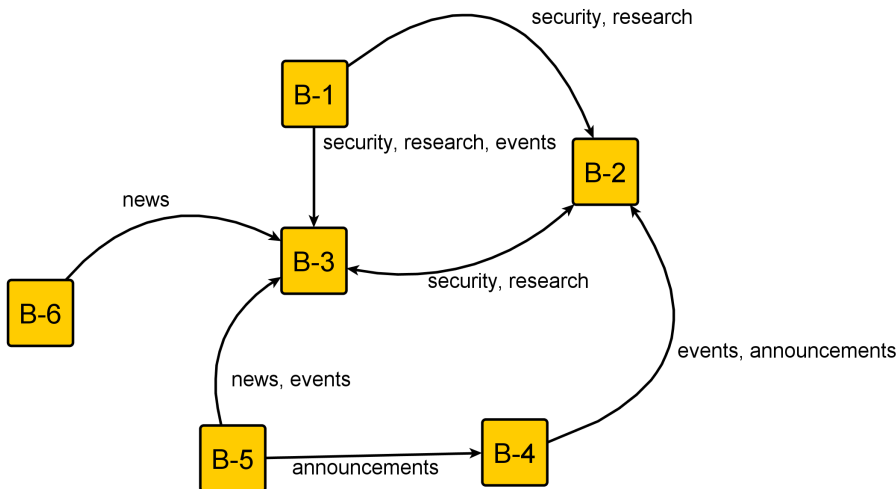 security, research
B-1
security, research, events
B-2
news
B-3
security, research
B-6
events, announcements
news, events
B-5
announcements
B-4